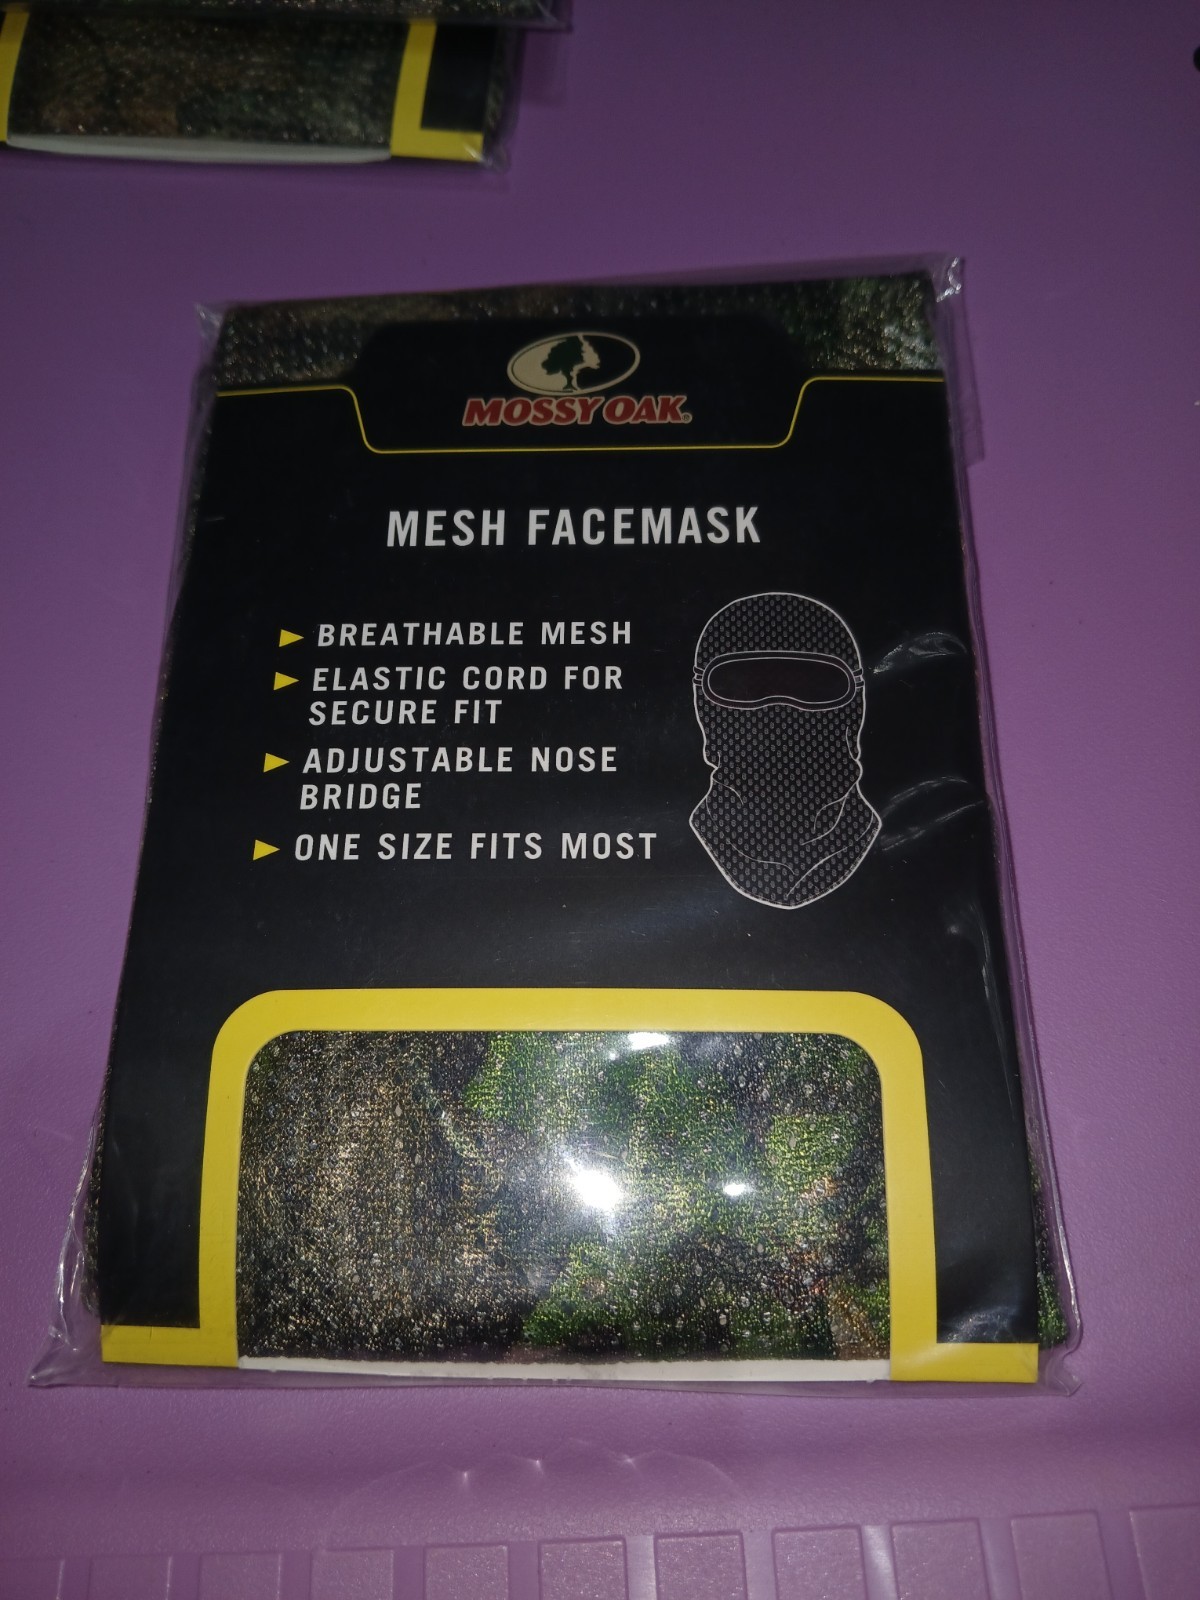 MOSSY OAK®
MESH FACEMASK
BREATHABLE MESH
ELASTIC CORD FOR
SECURE FIT
ADJUSTABLE NOSE
BRIDGE
ONE SIZE FITS MOST